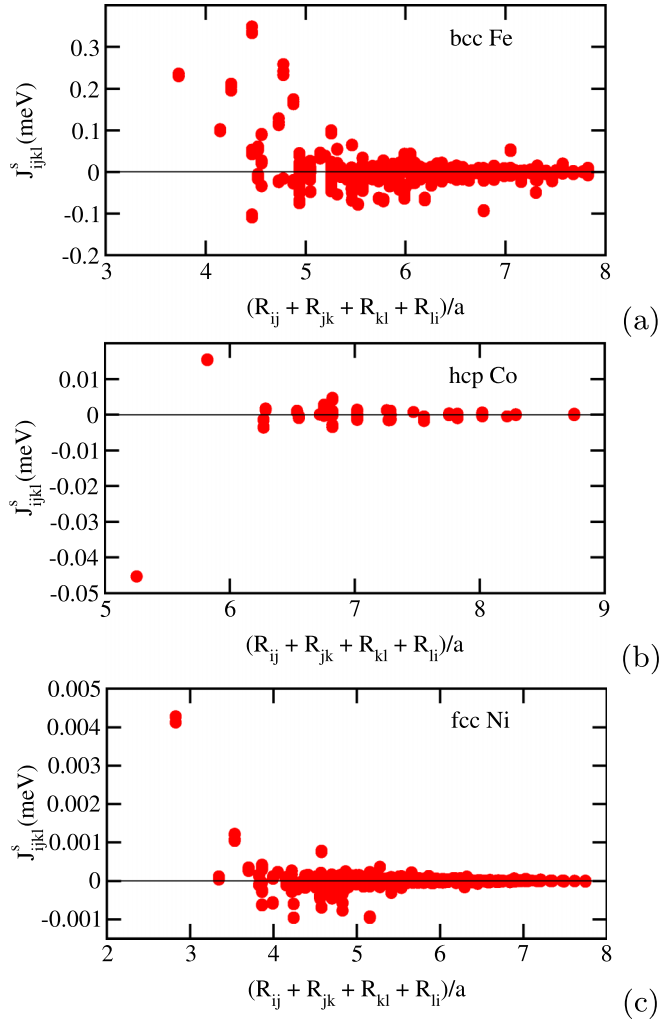 bcc Fe
J^s_ijkl(meV)
0.3
0.2
0.1
0
-0.1
-0.2
3 4 5 6 7 8
(R_ij + R_jk + R_kl + R_li)/a
(a)
hcp Co
J^s_ijkl(meV)
0.01
0
-0.01
-0.02
-0.03
-0.04
-0.05
5 6 7 8 9
(R_ij + R_jk + R_kl + R_li)/a
(b)
fcc Ni
J^s_ijkl(meV)
0.005
0.004
0.003
0.002
0.001
0
-0.001
2 3 4 5 6 7 8
(R_ij + R_jk + R_kl + R_li)/a
(c)